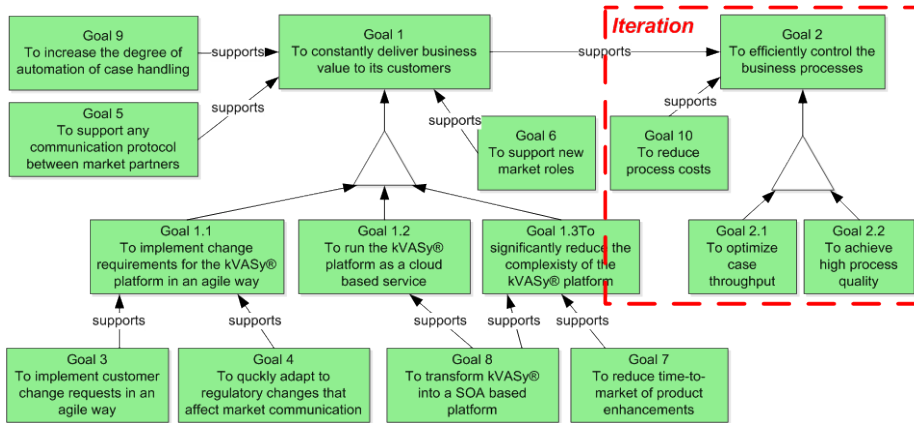 Goal 9
To increase the degree of
automation of case handling
supports
Goal 1
To constantly deliver business
value to its customers
supports
Iteration
Goal 2
To efficiently control the
business processes
Goal 5
To support any
communication protocol
between market partners
supports
supports
Goal 6
To support new
market roles
supports
Goal 10
To reduce
process costs
Goal 1.1
To implement change
requirements for the kVASy®
platform in an agile way
Goal 1.2
To run the kVASy®
platform as a cloud
based service
Goal 1.3To
significantly reduce the
complexisty of the
kVASy® platform
Goal 2.1
To optimize
case
throughput
Goal 2.2
To achieve
high process
quality
supports
supports
supports
supports
supports
Goal 3
To implement customer
change requests in an
agile way
Goal 4
To quckly adapt to
regulatory changes that
affect market communication
Goal 8
To transform kVASy®
into a SOA based
platform
Goal 7
To reduce time-to-
market of product
enhancements